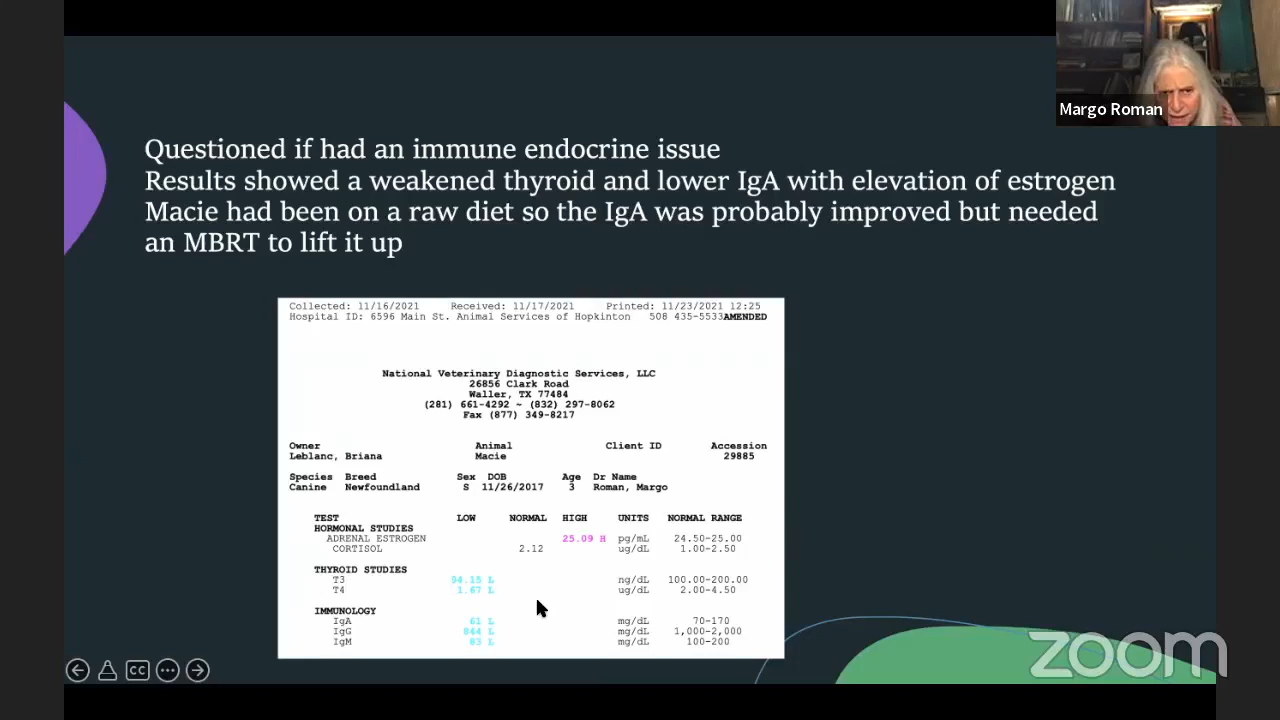 Margo Roman
Questioned if had an immune endocrine issue
Results showed a weakened thyroid and lower IgA with elevation of estrogen
Macie had been on a raw diet so the IgA was probably improved but needed
an MBRT to lift it up
Collected: 11/16/2021 Received: 11/17/2021 Printed: 11/23/2021 12:25
Hospital ID: 6596 Main St. Animal Services of Hopkinton 508 435-5533AMENDED
National Veterinary Diagnostic Services, LLC
26856 Clark Road
Waller, TX 77484
(281) 661-4292 ~ (832) 297-8062
Fax (877) 349-8217
Owner Animal Client ID Accession
Leblanc, Briana Macie 29885
Species Breed Sex DOB Age Dr Name
Canine Newfoundland S 11/26/2017 3 Roman, Margo
TEST LOW NORMAL HIGH UNITS NORMAL RANGE
HORMONAL STUDIES
ADRENAL ESTROGEN 25.09 H pg/mL 24.50-25.00
CORTISOL 2.12 ug/dL 1.00-2.50
THYROID STUDIES
T3 94.15 L ng/dL 100.00-200.00
T4 1.67 L ug/dL 2.00-4.50
IMMUNOLOGY
IgA 61 L mg/dL 70-170
IgG 844 L mg/dL 1,000-2,000
IgM 83 L mg/dL 100-200
CC
zoom